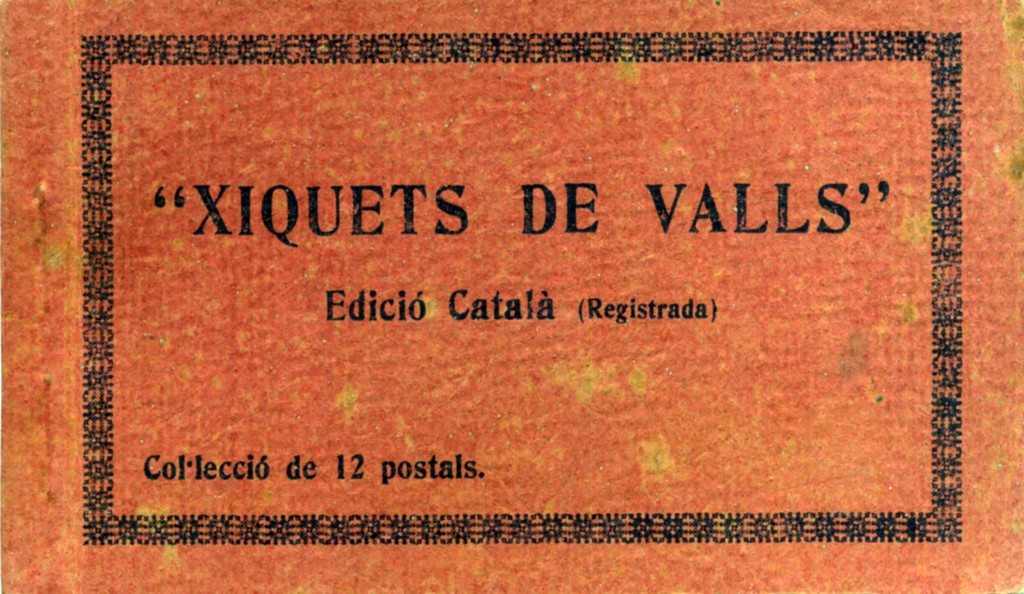 “XIQUETS DE VALLS”
Edició Català (Registrada)
Col·lecció de 12 postals.